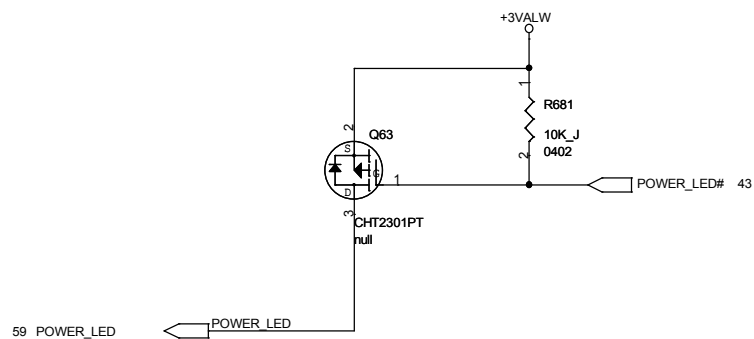 +3VALW
1
R681
10K_J
0402
2
2
Q63
S
G
D
1
POWER_LED# 43
3
CHT2301PT
null
59 POWER_LED
POWER_LED